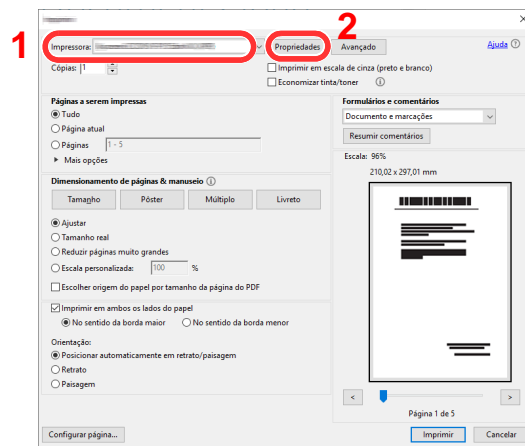 1
2
Impressora:
Propriedades
Avançado
Ajuda
Cópias: 1
Imprimir em escala de cinza (preto e branco)
Economizar tinta/toner
Páginas a serem impressas
Tudo
Página atual
Páginas 1 - 5
Mais opções
Formulários e comentários
Documento e marcações
Resumir comentários
Escala: 96%
210,02 x 297,01 mm
Dimensionamento de páginas & manuseio
Tamanho
Pôster
Múltiplo
Livreto
Ajustar
Tamanho real
Reduzir páginas muito grandes
Escala personalizada: 100 %
Escolher origem do papel por tamanho da página do PDF
Imprimir em ambos os lados do papel
No sentido da borda maior
No sentido da borda menor
Orientação:
Posicionar automaticamente em retrato/paisagem
Retrato
Paisagem
<
>
Página 1 de 5
Configurar página...
Imprimir
Cancelar